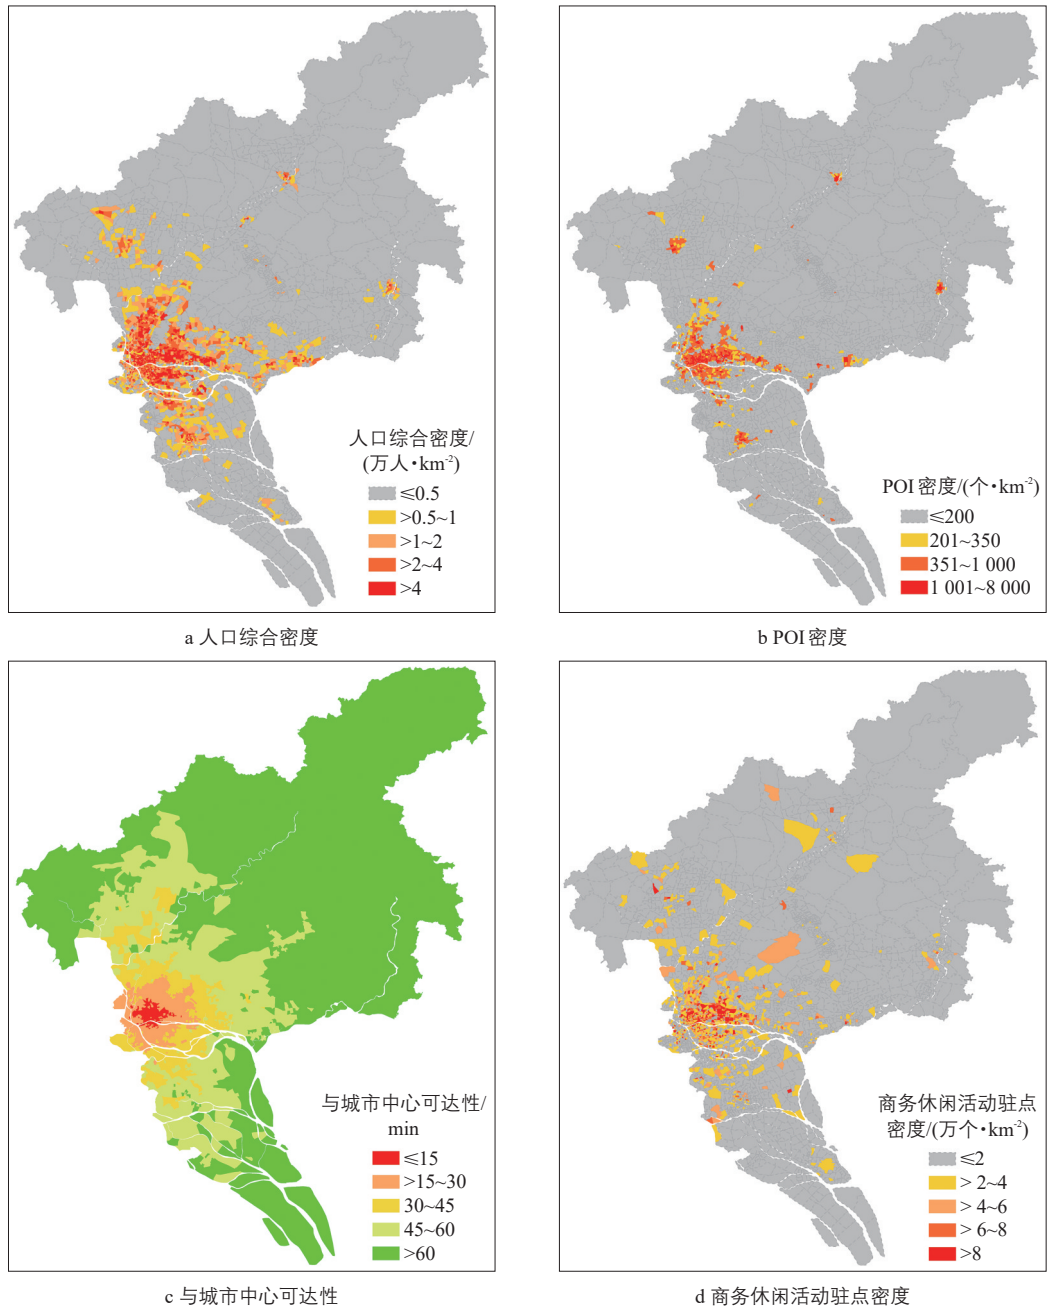 人口综合密度/
(万人•km⁻²)
≤0.5
>0.5~1
>1~2
>2~4
>4
a 人口综合密度
POI 密度/(个•km⁻²)
≤200
201~350
351~1 000
1 001~8 000
b POI 密度
与城市中心可达性/
min
≤15
>15~30
30~45
45~60
>60
c 与城市中心可达性
商务休闲活动驻点
密度/(万个•km⁻²)
≤2
> 2~4
> 4~6
> 6~8
>8
d 商务休闲活动驻点密度